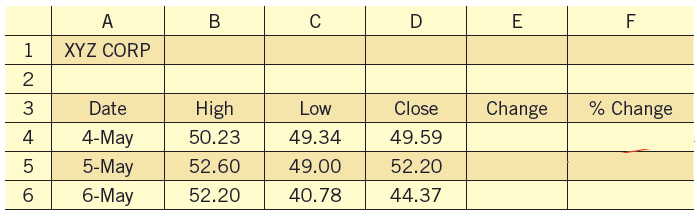 A B C D E F
1 XYZ CORP
2
3 Date High Low Close Change % Change
4 4-May 50.23 49.34 49.59
5 5-May 52.60 49.00 52.20
6 6-May 52.20 40.78 44.37